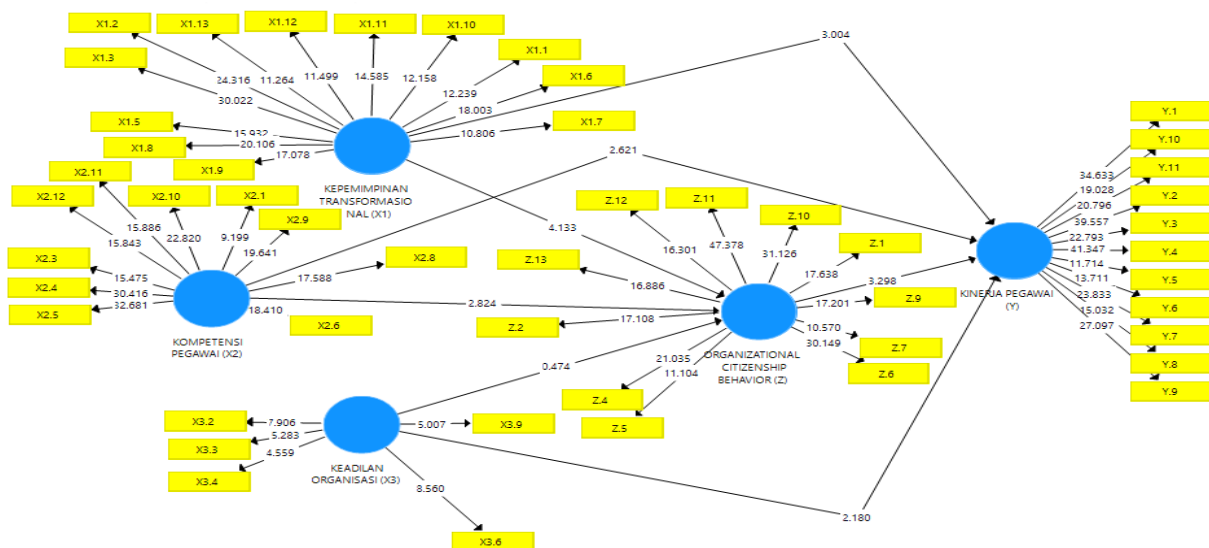 X1.2
X1.13
X1.12
X1.11
X1.10
X1.3
X1.1
X1.6
X1.5
X1.7
X1.8
X1.9
24.316
11.264
11.499
14.585
12.158
12.239
30.022
18.003
15.932
10.806
20.106
17.078
3.004
KEPEMIMPINAN
TRANSFORMASIO
NAL (X1)
X2.11
X2.12
X2.10
X2.1
X2.9
X2.3
X2.8
X2.4
X2.5
X2.6
15.886
15.843
22.820
9.199
19.641
15.475
17.588
30.416
32.681
18.410
KOMPETENSI
PEGAWAI (X2)
2.621
4.133
2.824
0.474
Z.12
Z.11
Z.10
Z.13
Z.1
Z.2
Z.9
Z.7
Z.6
Z.4
Z.5
16.301
47.378
31.126
17.638
16.886
17.201
17.108
10.570
30.149
21.035
11.104
ORGANIZATIONAL
CITIZENSHIP
BEHAVIOR (Z)
3.298
KINERJA PEGAWAI
(Y)
Y.1
Y.10
Y.11
Y.2
Y.3
Y.4
Y.5
Y.6
Y.7
Y.8
Y.9
34.633
19.028
20.796
39.557
22.793
41.347
11.714
13.711
23.833
15.032
27.097
X3.2
X3.3
X3.4
X3.9
X3.6
7.906
5.283
4.559
5.007
8.560
KEADILAN
ORGANISASI (X3)
2.180